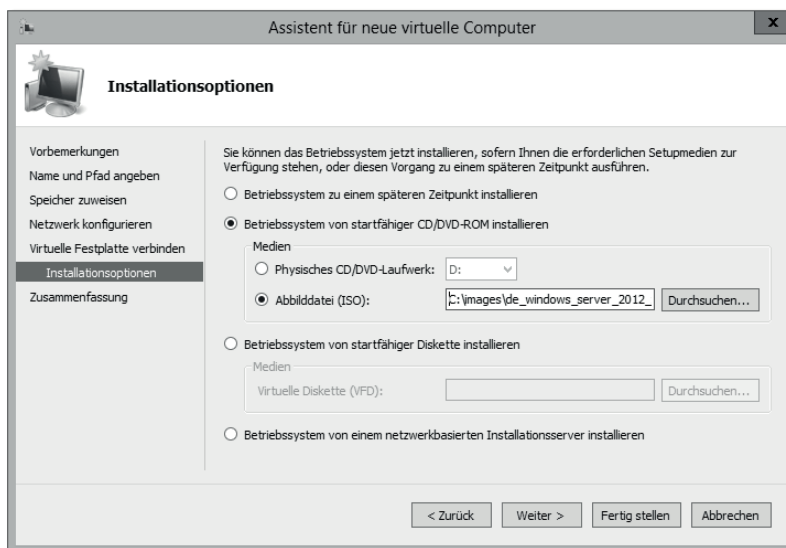 Assistent für neue virtuelle Computer
x
Installationsoptionen
Vorbemerkungen
Name und Pfad angeben
Speicher zuweisen
Netzwerk konfigurieren
Virtuelle Festplatte verbinden
Installationsoptionen
Zusammenfassung
Sie können das Betriebssystem jetzt installieren, sofern Ihnen die erforderlichen Setupmedien zur
Verfügung stehen, oder diesen Vorgang zu einem späteren Zeitpunkt ausführen.
Betriebssystem zu einem späteren Zeitpunkt installieren
Betriebssystem von startfähiger CD/DVD-ROM installieren
Medien
Physisches CD/DVD-Laufwerk: D:
Abbilddatei (ISO): C:\images\de_windows_server_2012_ Durchsuchen...
Betriebssystem von startfähiger Diskette installieren
Medien
Virtuelle Diskette (VFD): Durchsuchen...
Betriebssystem von einem netzwerkbasierten Installationsserver installieren
< Zurück Weiter > Fertig stellen Abbrechen